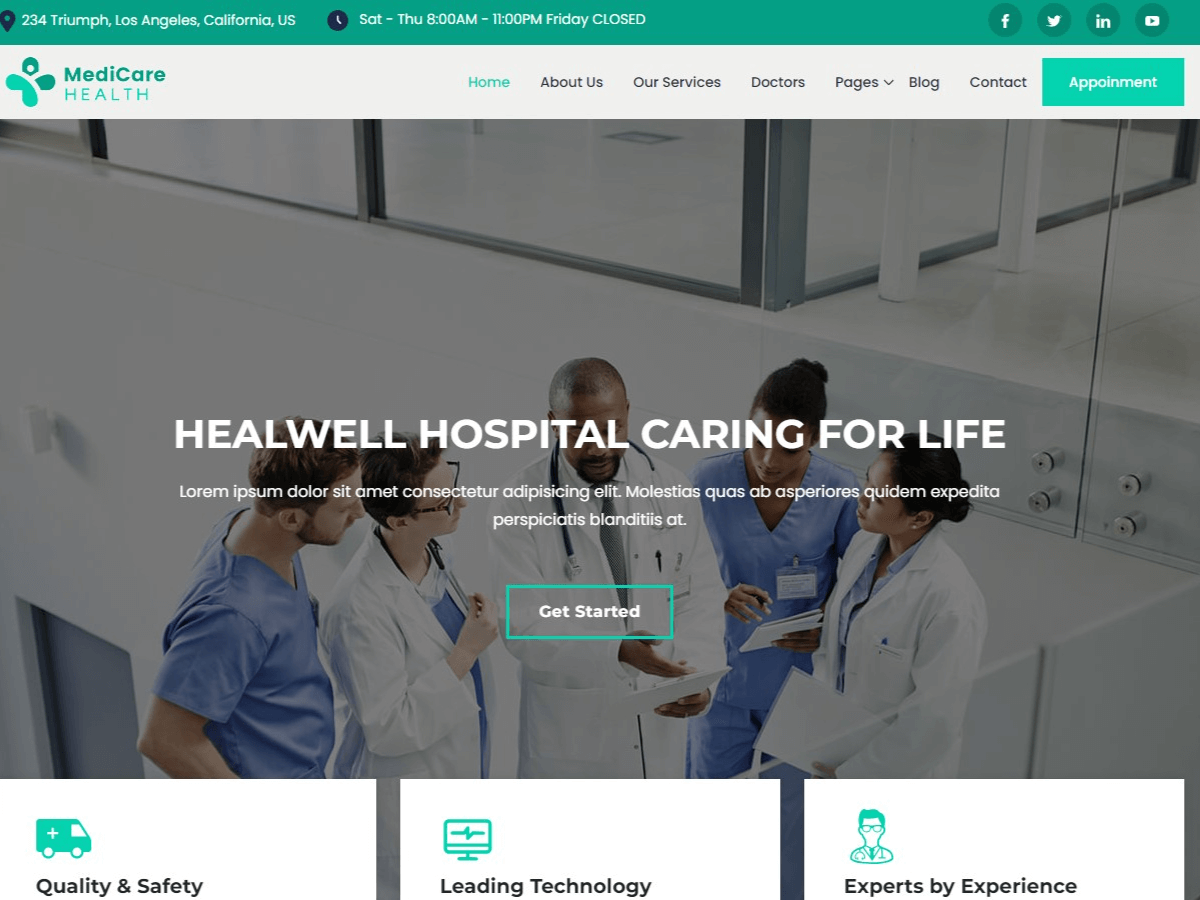 234 Triumph, Los Angeles, California, US
Sat - Thu 8:00AM - 11:00PM Friday CLOSED
MediCare
HEALTH
Home
About Us
Our Services
Doctors
Pages
Blog
Contact
Appoinment
HEALWELL HOSPITAL CARING FOR LIFE
Lorem ipsum dolor sit amet consectetur adipisicing elit. Molestias quas ab asperiores quidem expedita
perspiciatis blanditiis at.
Get Started
Quality & Safety
Leading Technology
Experts by Experience